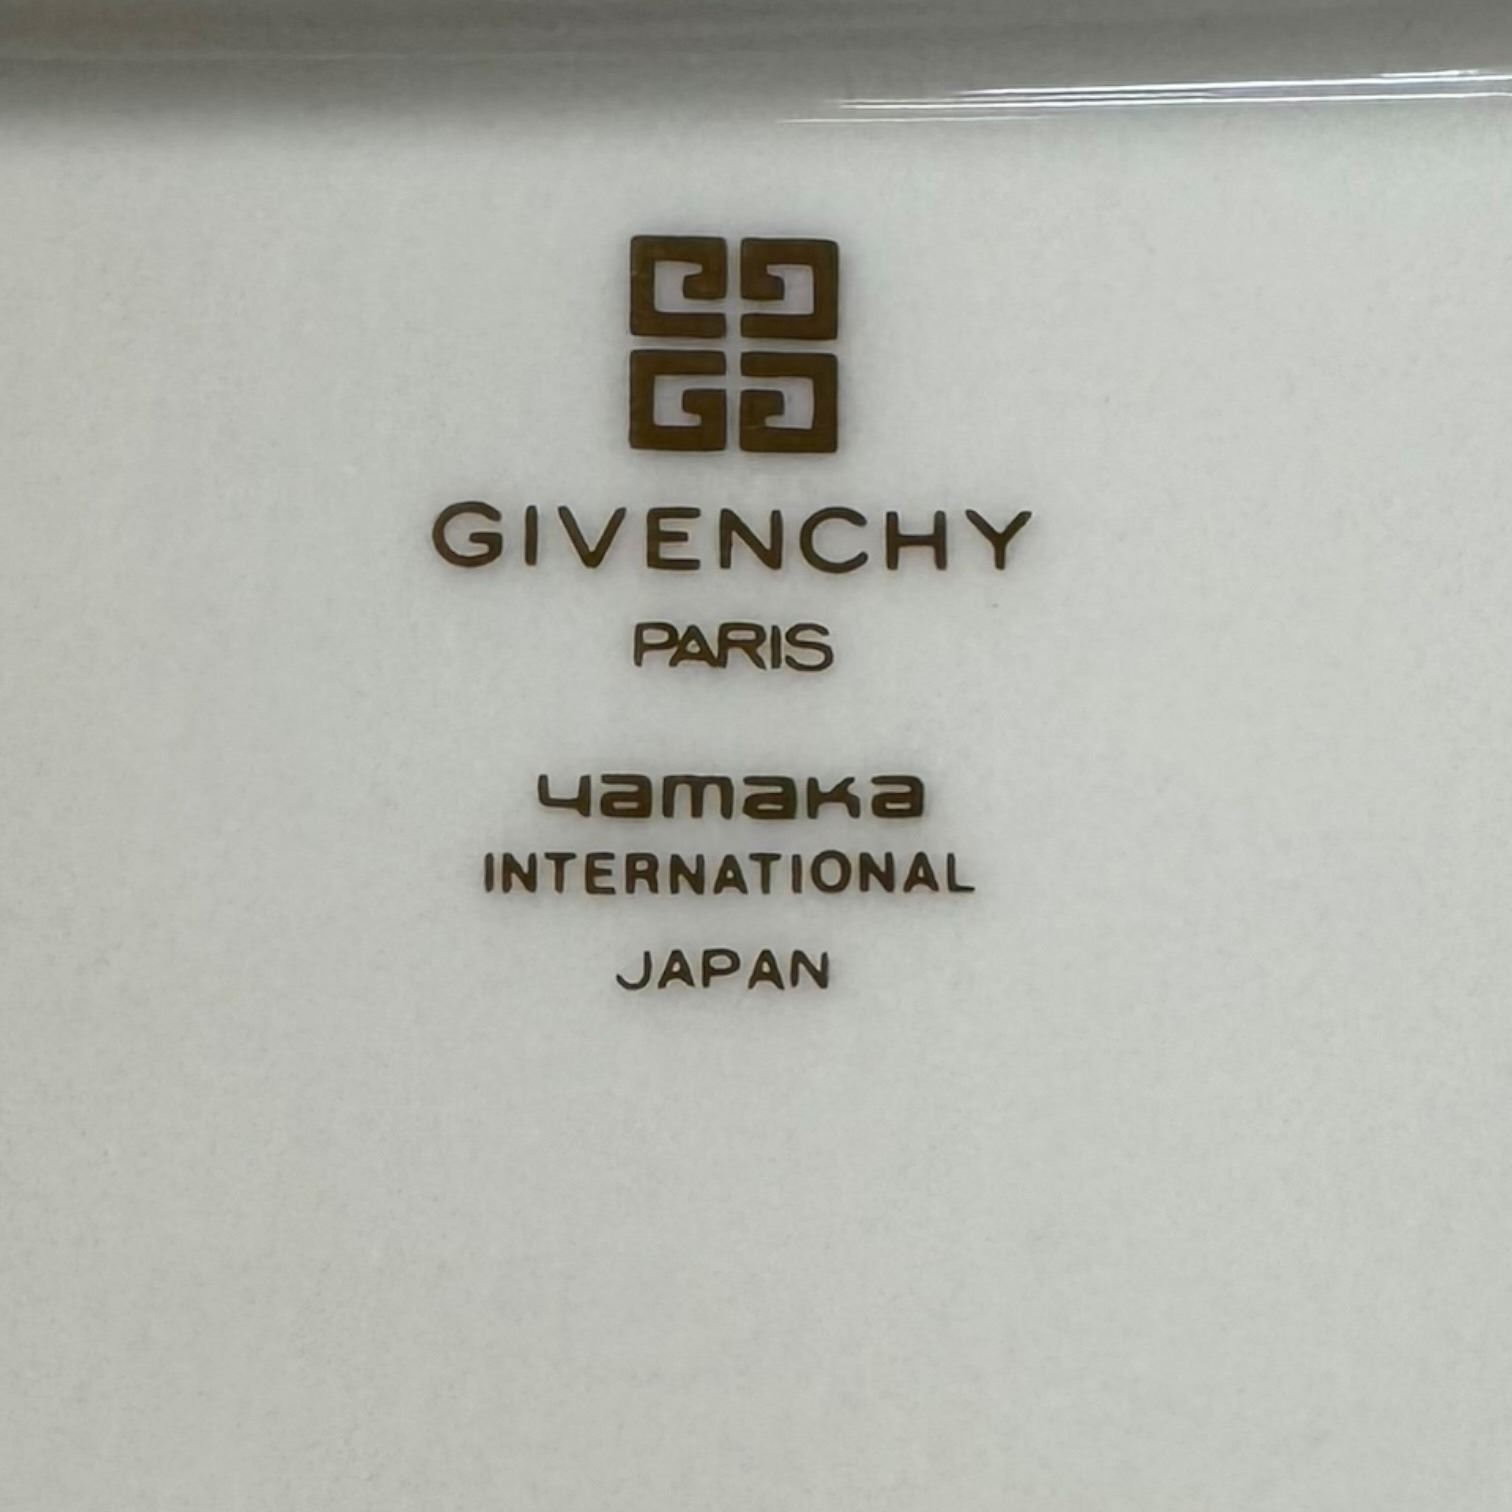 GIVENCHY
PARIS
yamaka
INTERNATIONAL
JAPAN